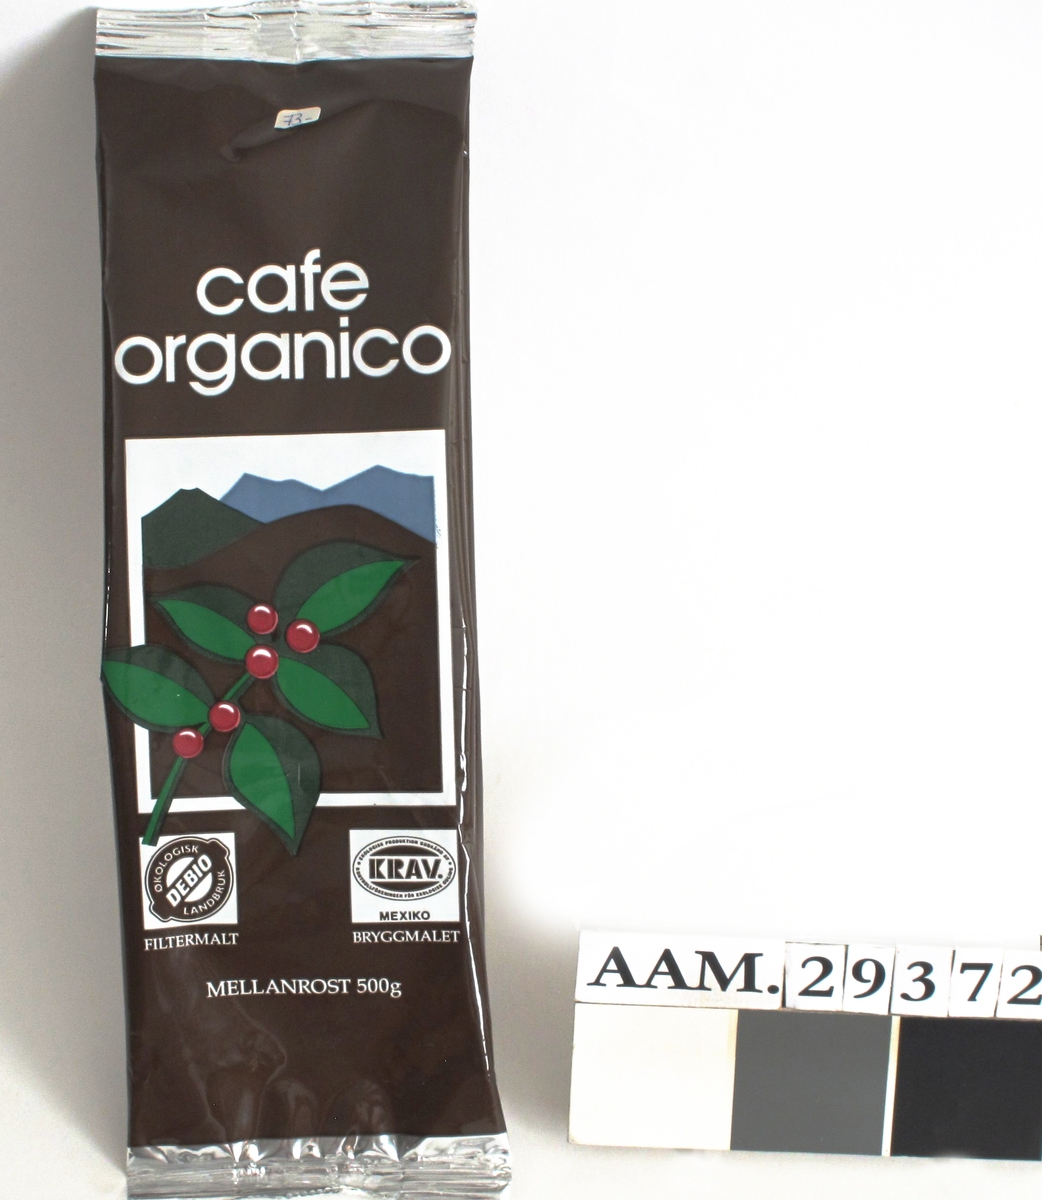 73-
cafe
organico
ØKOLOGISK
DEBIO
LANDBRUK
KRAV.
MEXIKO
FILTERMALT
BRYGGMALET
MELLANROST 500g
AAM. 29372